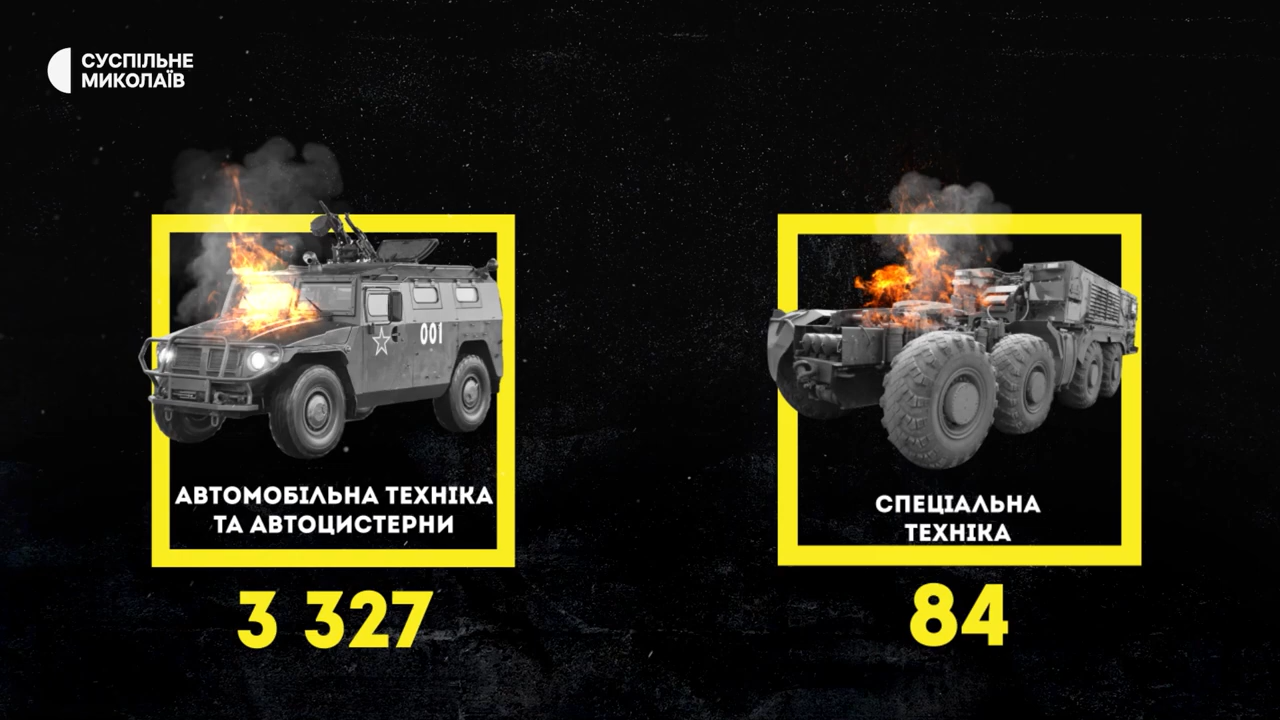 СУСПІЛЬНЕ
МИКОЛАЇВ
001
АВТОМОБІЛЬНА ТЕХНІКА
ТА АВТОЦИСТЕРНИ
3 327
СПЕЦІАЛЬНА
ТЕХНІКА
84